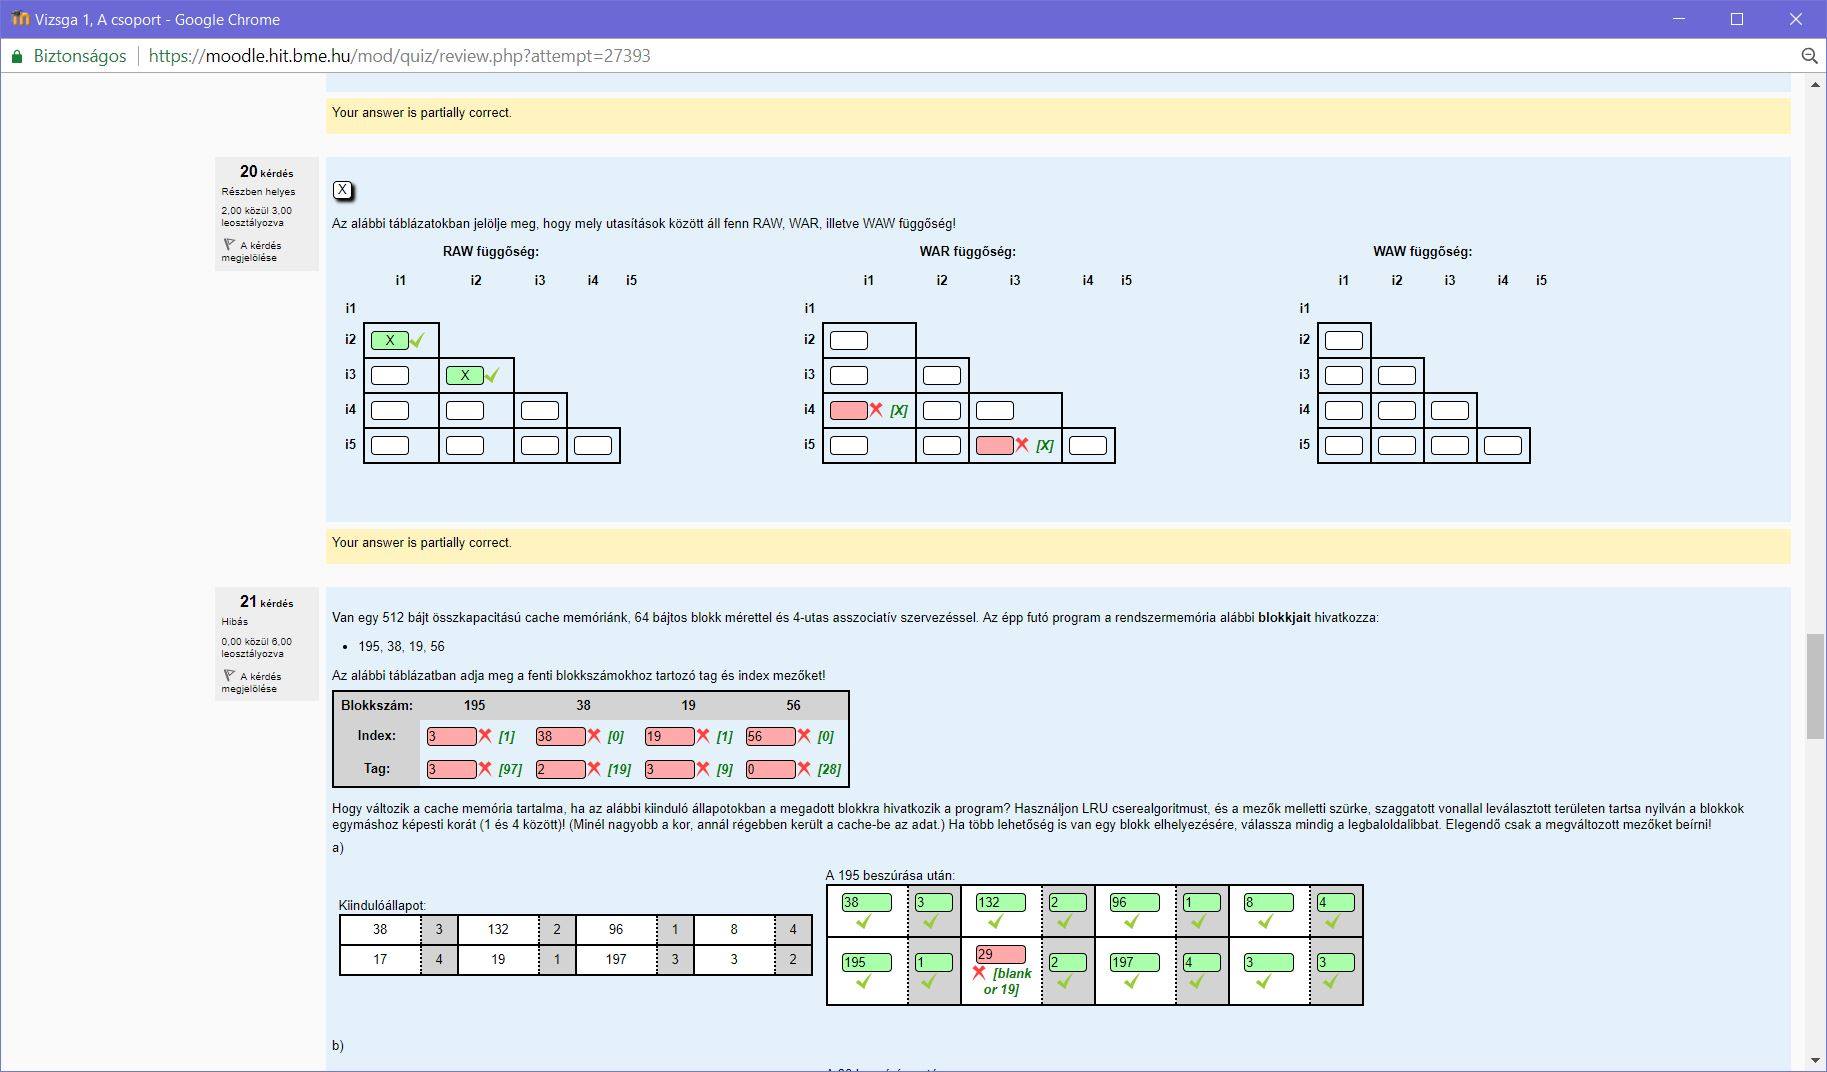 Vizsga 1, A csoport - Google Chrome
Biztonságos https://moodle.hit.bme.hu/mod/quiz/review.php?attempt=27393
Your answer is partially correct.
20 kérdés
Részben helyes
2,00 közül 3,00
leosztályozva
A kérdés
megjelölése
X
Az alábbi táblázatokban jelölje meg, hogy mely utasítások között áll fenn RAW, WAR, illetve WAW függőség!
RAW függőség:
i1 i2 i3 i4 i5
i1
i2 X
i3 X
i4
i5
WAR függőség:
i1 i2 i3 i4 i5
i1
i2
i3
i4 [X]
i5 [X]
WAW függőség:
i1 i2 i3 i4 i5
i1
i2
i3
i4
i5
Your answer is partially correct.
21 kérdés
Hibás
0,00 közül 6,00
leosztályozva
A kérdés
megjelölése
Van egy 512 bájt összkapacitású cache memóriánk, 64 bájtos blokk mérettel és 4-utas asszociatív szervezéssel. Az épp futó program a rendszermemória alábbi blokkjait hivatkozza:
• 195, 38, 19, 56
Az alábbi táblázatban adja meg a fenti blokkszámokhoz tartozó tag és index mezőket!
Blokkszám: 195 38 19 56
Index: 3 [1] 38 [0] 19 [1] 56 [0]
Tag: 3 [97] 2 [19] 3 [9] 0 [28]
Hogy változik a cache memória tartalma, ha az alábbi kiinduló állapotokban a megadott blokkra hivatkozik a program? Használjon LRU cserealgoritmust, és a mezők melletti szürke, szaggatott vonallal leválasztott területen tartsa nyilván a blokkok
egymáshoz képesti korát (1 és 4 között)! (Minél nagyobb a kor, annál régebben került a cache-be az adat.) Ha több lehetőség is van egy blokk elhelyezésére, válassza mindig a legbaloldalibbat. Elegendő csak a megváltozott mezőket beírni!
a)
Kiindulóállapot:
38 3 132 2 96 1 8 4
17 4 19 1 197 3 3 2
A 195 beszúrása után:
38 3 132 2 96 1 8 4
195 1 29 2 197 4 3 3
[blank
or 19]
b)